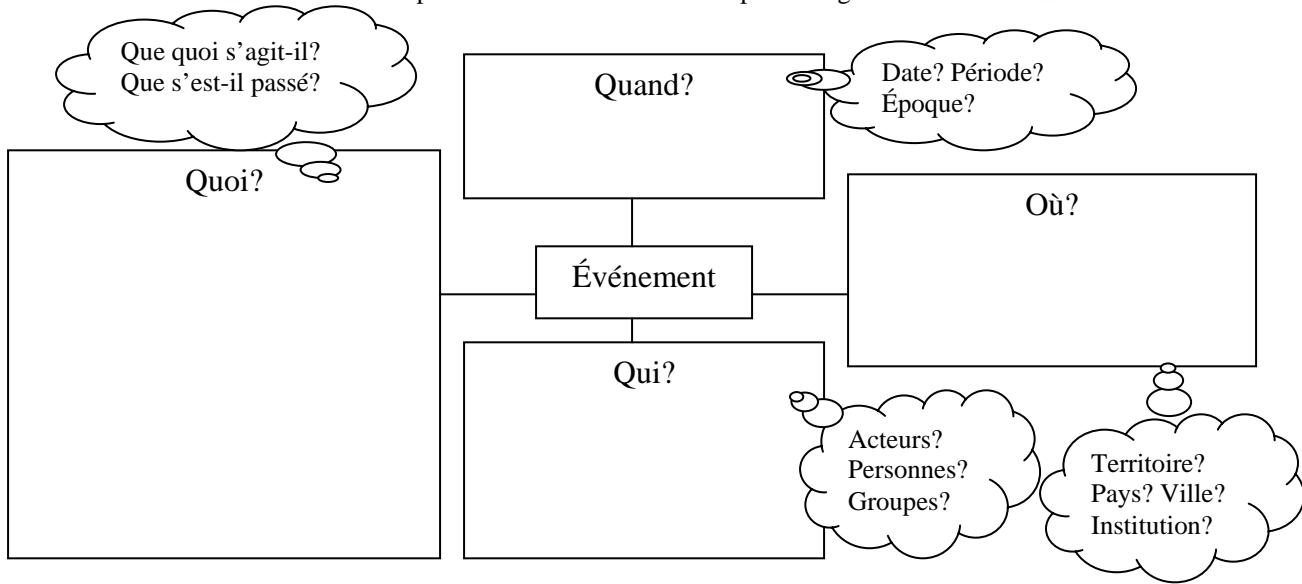 Que quoi s'agit-il?
Que s'est-il passé?
Quoi?
Quand?
Date? Période?
Époque?
Où?
Événement
Qui?
Acteurs?
Personnes?
Groupes?
Territoire?
Pays? Ville?
Institution?